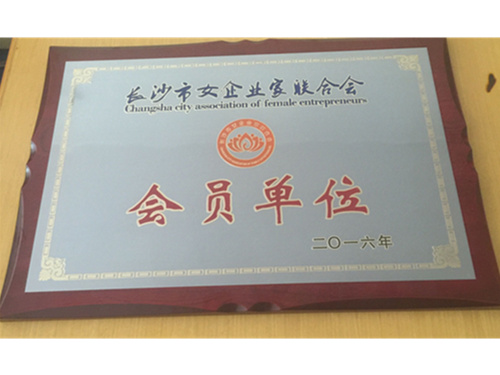 长沙市女企业家联合会
Changsha city association of female entrepreneurs
会员单位
二〇一六年